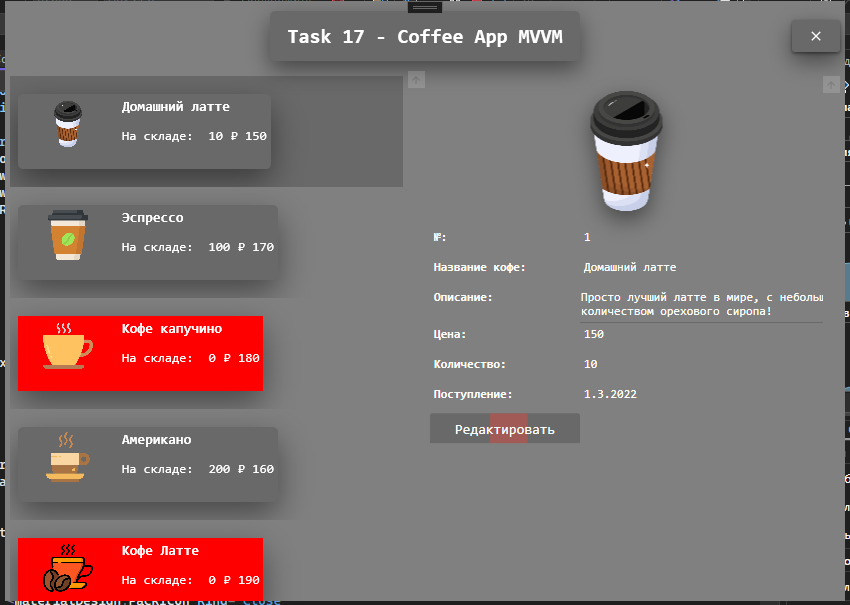 Task 17 - Coffee App MVVM
Домашний латте
На складе: 10 ₽ 150
Эспрессо
На складе: 100 ₽ 170
Кофе капучино
На складе: 0 ₽ 180
Американо
На складе: 200 ₽ 160
Кофе Латте
На складе: 0 ₽ 190
№: 1
Название кофе: Домашний латте
Описание: Просто лучший латте в мире, с небольш
количеством орехового сиропа!
Цена: 150
Количество: 10
Поступление: 1.3.2022
Редактировать